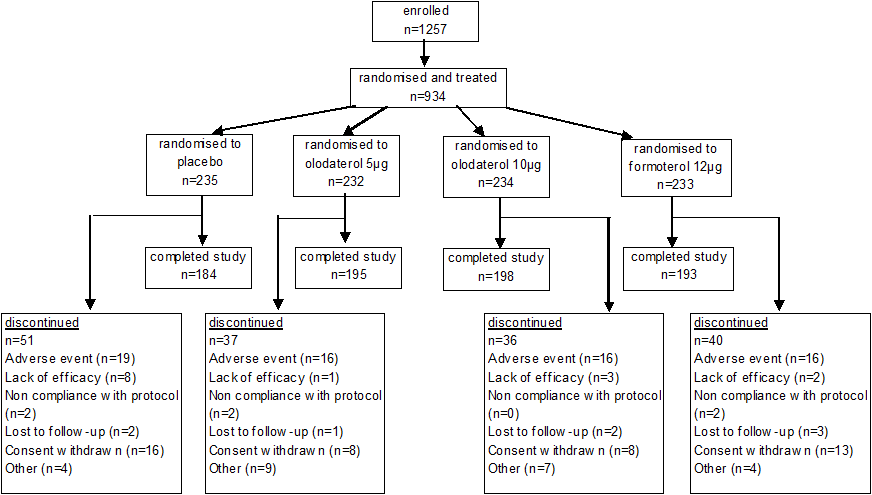 enrolled
n=1257
randomised and treated
n=934
randomised to
placebo
n=235
randomised to
olodaterol 5µg
n=232
randomised to
olodaterol 10µg
n=234
randomised to
formoterol 12µg
n=233
completed study
n=184
completed study
n=195
completed study
n=198
completed study
n=193
discontinued
n=51
Adverse event (n=19)
Lack of efficacy (n=8)
Non compliance with protocol
(n=2)
Lost to follow-up (n=2)
Consent withdrawn (n=16)
Other (n=4)
discontinued
n=37
Adverse event (n=16)
Lack of efficacy (n=1)
Non compliance with protocol
(n=2)
Lost to follow-up (n=1)
Consent withdrawn (n=8)
Other (n=9)
discontinued
n=36
Adverse event (n=16)
Lack of efficacy (n=3)
Non compliance with protocol
(n=0)
Lost to follow-up (n=2)
Consent withdrawn (n=8)
Other (n=7)
discontinued
n=40
Adverse event (n=16)
Lack of efficacy (n=2)
Non compliance with protocol
(n=2)
Lost to follow-up (n=3)
Consent withdrawn (n=13)
Other (n=4)